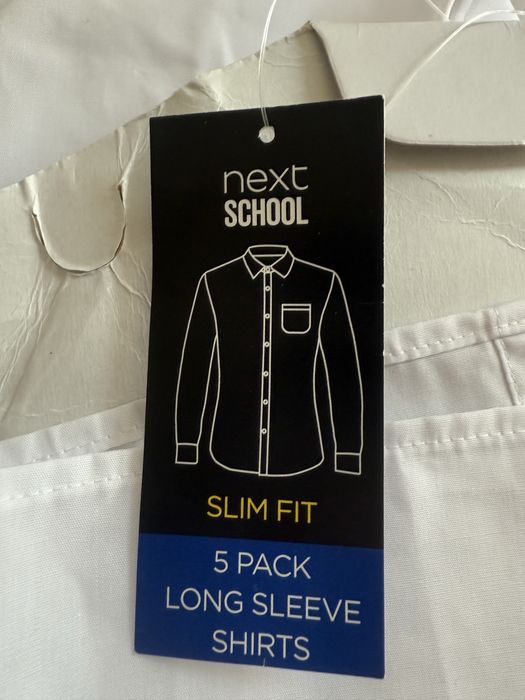 next
SCHOOL
SLIM FIT
5 PACK
LONG SLEEVE
SHIRTS